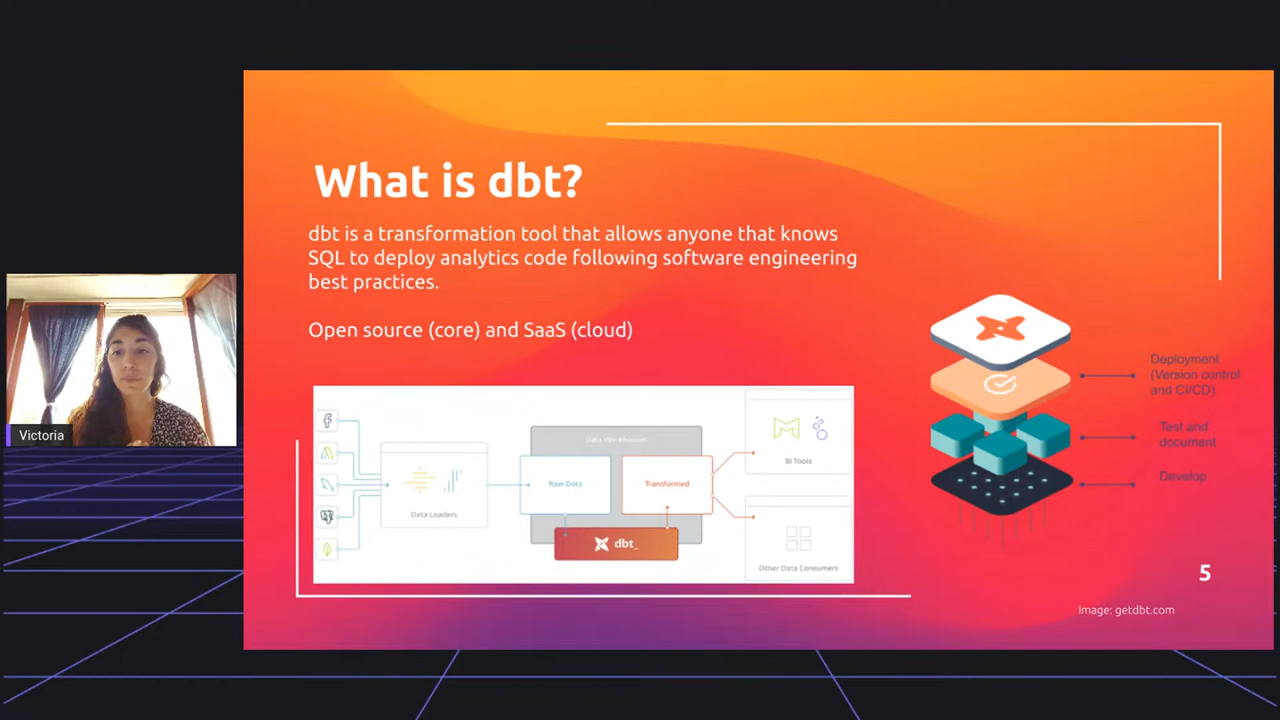 What is dbt?
dbt is a transformation tool that allows anyone that knows
SQL to deploy analytics code following software engineering
best practices.
Open source (core) and SaaS (cloud)
Victoria
Data Loaders
Data Warehouse
Raw Data
Transformed
dbt_
BI Tools
Other Data Consumers
Deployment
(Version control
and CI/CD)
Test and
document
Develop
5
Image: getdbt.com